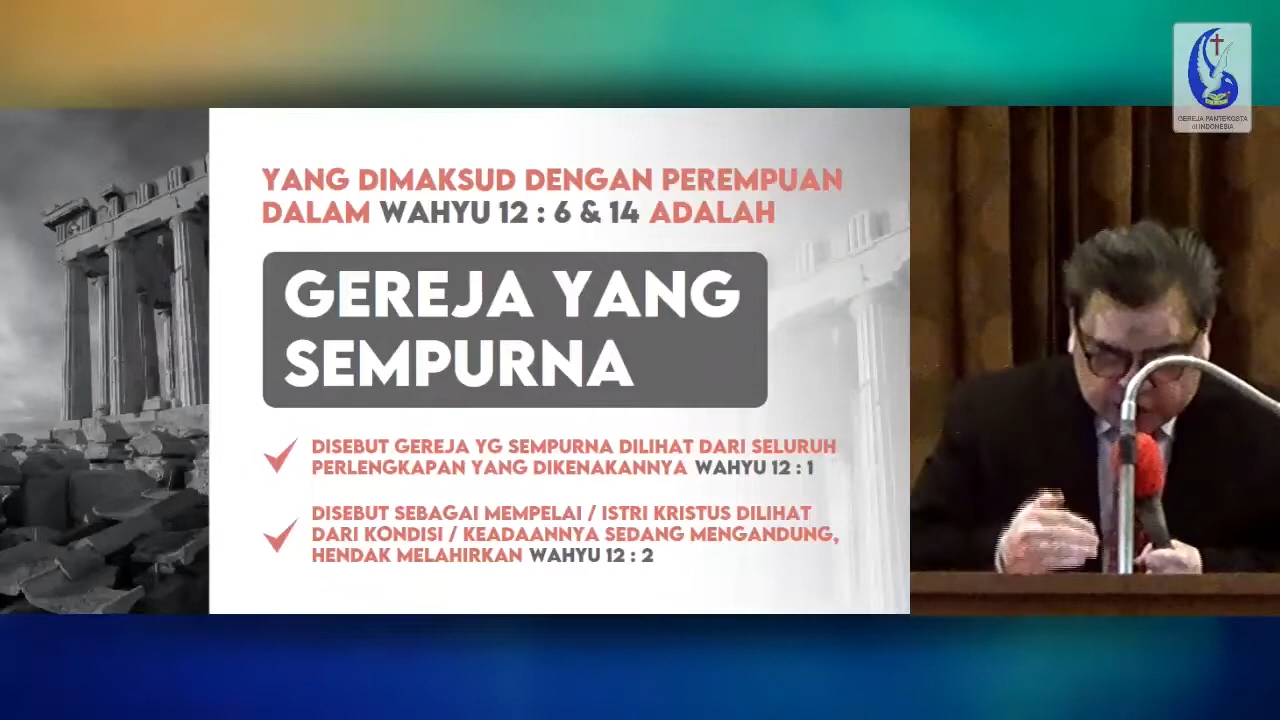 YANG DIMAKSUD DENGAN PEREMPUAN
DALAM WAHYU 12 : 6 & 14 ADALAH
GEREJA YANG
SEMPURNA
DISEBUT GEREJA YG SEMPURNA DILIHAT DARI SELURUH
PERLENGKAPAN YANG DIKENAKANNYA WAHYU 12 : 1
DISEBUT SEBAGAI MEMPELAI / ISTRI KRISTUS DILIHAT
DARI KONDISI / KEADAANNYA SEDANG MENGANDUNG,
HENDAK MELAHIRKAN WAHYU 12 : 2
GEREJA PANTEKOSTA
di INDONESIA